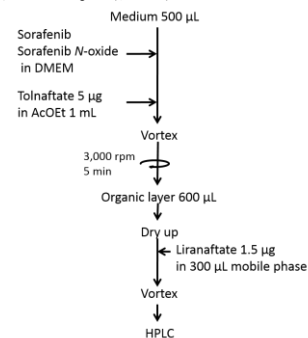 Medium 500 µL
Sorafenib
Sorafenib N-oxide
in DMEM
Tolnaftate 5 µg
in AcOEt 1 mL
Vortex
3,000 rpm
5 min
Organic layer 600 µL
Dry up
Liranaftate 1.5 µg
in 300 µL mobile phase
Vortex
HPLC